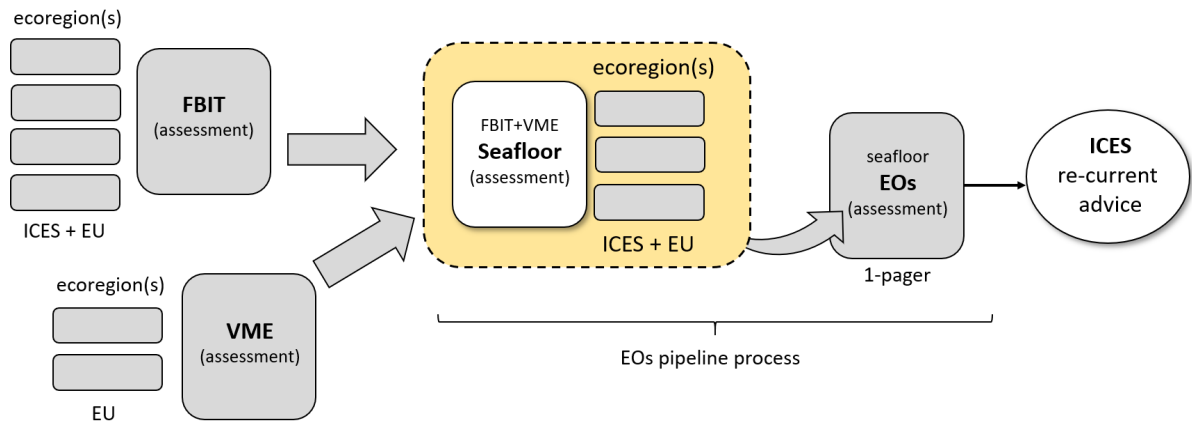 ecoregion(s)
FBIT
(assessment)
ICES + EU
ecoregion(s)
VME
(assessment)
EU
ecoregion(s)
FBIT+VME
Seafloor
(assessment)
ICES + EU
seafloor
EOs
(assessment)
1-pager
ICES
re-current
advice
EOs pipeline process